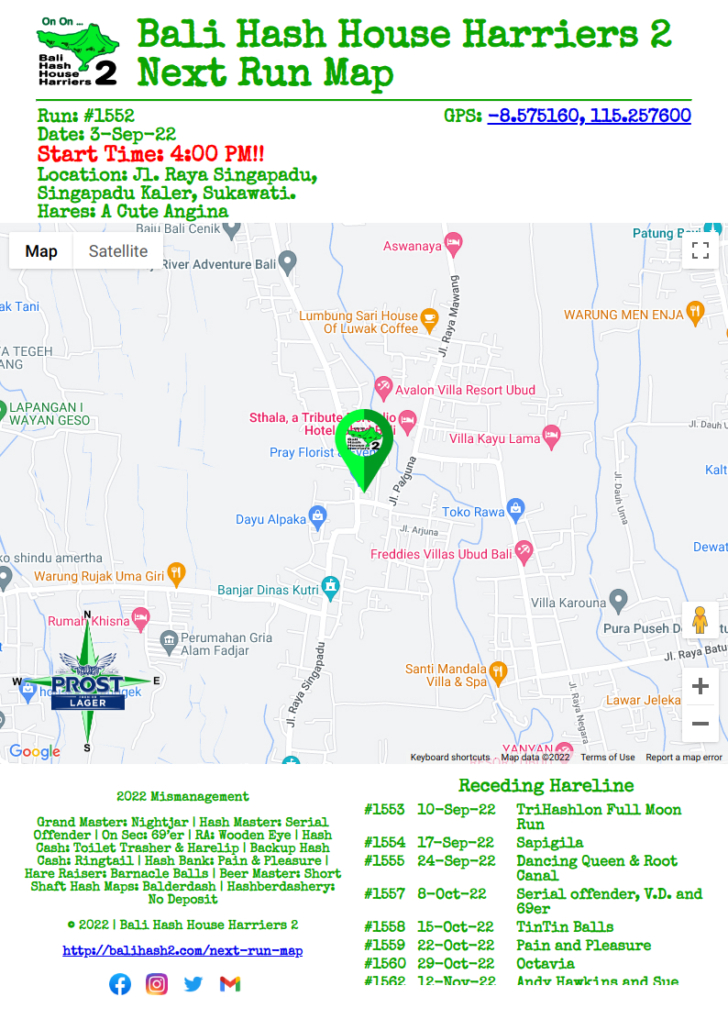 On On ...
Bali
Hash
House
Harriers 2
Bali Hash House Harriers 2
Next Run Map
Run: #1552
GPS: -8.575160, 115.257600
Date: 3-Sep-22
Start Time: 4:00 PM!!
Location: Jl. Raya Singapadu,
Singapadu Kaler, Sukawati.
Hares: A Cute Angina
Baju Bali Cenik
Map
Satellite
Patung Bayi
Aswanaya
River Adventure Bali
Jl. Raya Mawang
ak Tani
Lumbung Sari House
Of Luwak Coffee
WARUNG MEN ENJA
TEGEH
ANG
Avalon Villa Resort Ubud
LAPANGAN I
WAYAN GESO
Sthala, a Tribute
Hotel
Bali
Hash
House
Harriers 2
Villa Kayu Lama
Jl. Dauh U
Pray Florist &
Jl. Pa/guna
Kalt
Jl. Dauh Uma
Dayu Alpaka
Toko Rawa
Jl. Arjuna
Dewat
ko shindu amertha
Freddies Villas Ubud Bali
Warung Rujak Uma Giri
Banjar Dinas Kutri
Villa Karouna
Rumah Khisna
N
Pura Puseh D
Perumahan Gria
Alam Fadjar
Jl. Raya Batu
Jl. Raya Singapadu
Santi Mandala
Villa & Spa
W
PROST
E
LAGER
Jl. Raya Negara
Lawar Jeleka
S
YANYAN
Google
Keyboard shortcuts
Map data ©2022
Terms of Use
Report a map error
2022 Mismanagement
Grand Master: Nightjar | Hash Master: Serial
Offender | On Sec: 69'er | RA: Wooden Eye | Hash
Cash: Toilet Trasher & Harelip | Backup Hash
Cash: Ringtail | Hash Bank: Pain & Pleasure |
Hare Raiser: Barnacle Balls | Beer Master: Short
Shaft Hash Maps: Balderdash | Hashberdashery:
No Deposit
© 2022 | Bali Hash House Harriers 2
http://balihash2.com/next-run-map
Receding Hareline
#1553 10-Sep-22 TriHashlon Full Moon
Run
#1554 17-Sep-22 Sapigila
#1555 24-Sep-22 Dancing Queen & Root
Canal
#1557 8-Oct-22 Serial offender, V.D. and
69er
#1558 15-Oct-22 TinTin Balls
#1559 22-Oct-22 Pain and Pleasure
#1560 29-Oct-22 Octavia
#1562 12-Nov-22 Andy Hawkins and Sue